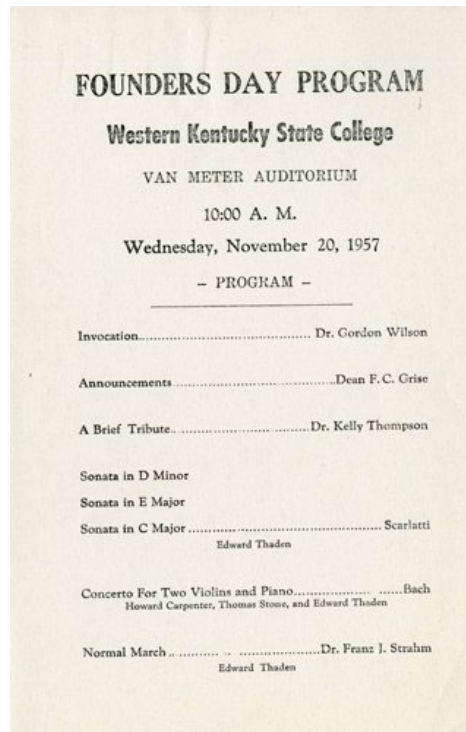 FOUNDERS DAY PROGRAM
Western Kentucky State College
VAN METER AUDITORIUM
10:00 A. M.
Wednesday, November 20, 1957
– PROGRAM –
Invocation........................................ Dr. Gordon Wilson
Announcements ........................................Dean F. C. Grise
A Brief Tribute..................................Dr. Kelly Thompson
Sonata in D Minor
Sonata in E Major
Sonata in C Major ............................................... Scarlatti
Edward Thaden
Concerto For Two Violins and Piano.................. ......Bach
Howard Carpenter, Thomas Stone, and Edward Thaden
Normal March .. ......... .. ....................Dr. Franz J. Strahm
Edward Thaden